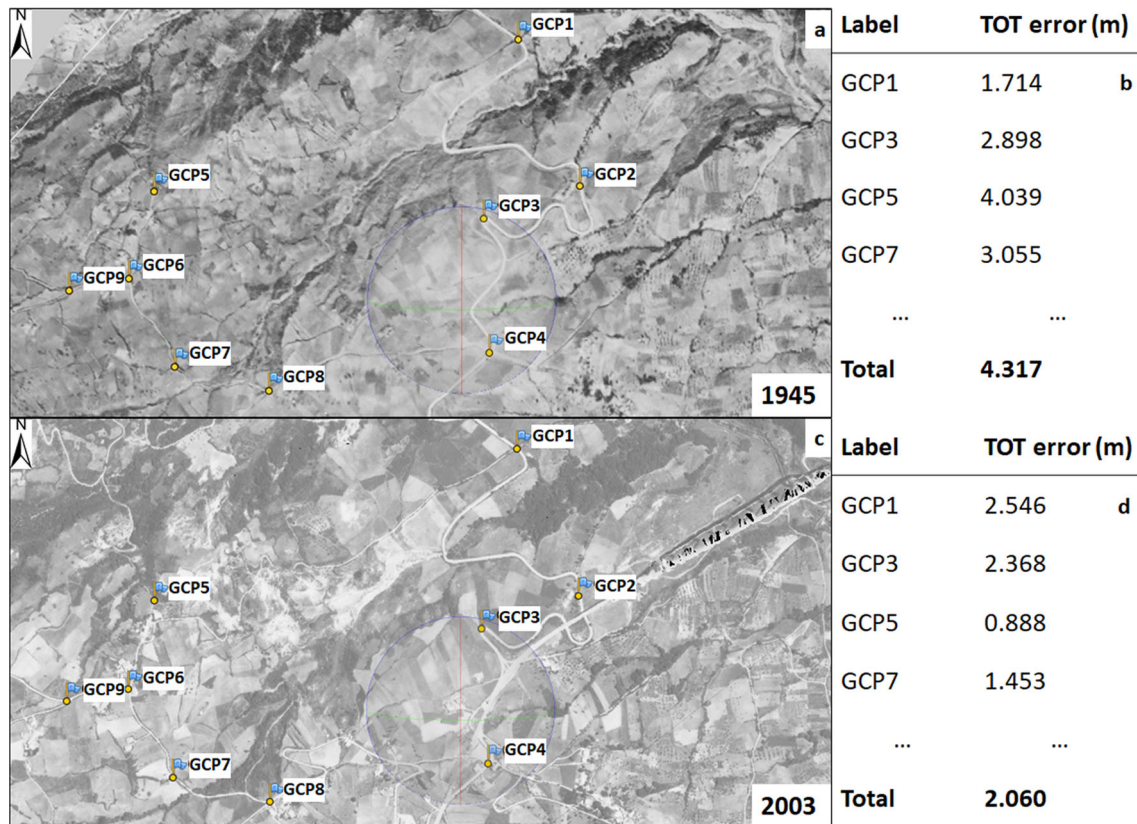 N
a
GCP1
GCP2
GCP5
GCP3
GCP6
GCP9
GCP4
GCP7
GCP8
1945
Label TOT error (m)
GCP1 1.714 b
GCP3 2.898
GCP5 4.039
GCP7 3.055
... ...
Total 4.317
N
c
GCP1
GCP2
GCP5
GCP3
GCP6
GCP9
GCP4
GCP7
GCP8
2003
Label TOT error (m)
GCP1 2.546 d
GCP3 2.368
GCP5 0.888
GCP7 1.453
... ...
Total 2.060